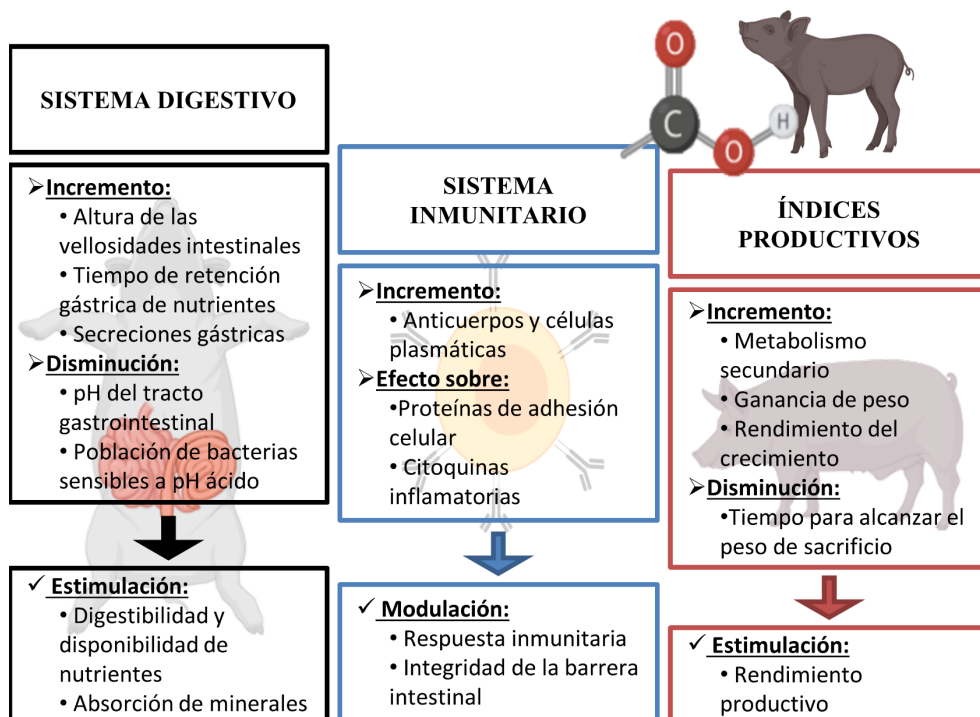 SISTEMA DIGESTIVO
➢Incremento:
• Altura de las
vellosidades intestinales
• Tiempo de retención
gástrica de nutrientes
• Secreciones gástricas
➢Disminución:
• pH del tracto
gastrointestinal
• Población de bacterias
sensibles a pH ácido
✓ Estimulación:
• Digestibilidad y
disponibilidad de
nutrientes
• Absorción de minerales
SISTEMA
INMUNITARIO
➢Incremento:
• Anticuerpos y células
plasmáticas
➢Efecto sobre:
•Proteínas de adhesión
celular
• Citoquinas
inflamatorias
✓ Modulación:
• Respuesta inmunitaria
• Integridad de la barrera
intestinal
O
C
O
H
ÍNDICES
PRODUCTIVOS
➢Incremento:
• Metabolismo
secundario
• Ganancia de peso
• Rendimiento del
crecimiento
➢Disminución:
•Tiempo para alcanzar el
peso de sacrificio
✓ Estimulación:
• Rendimiento
productivo